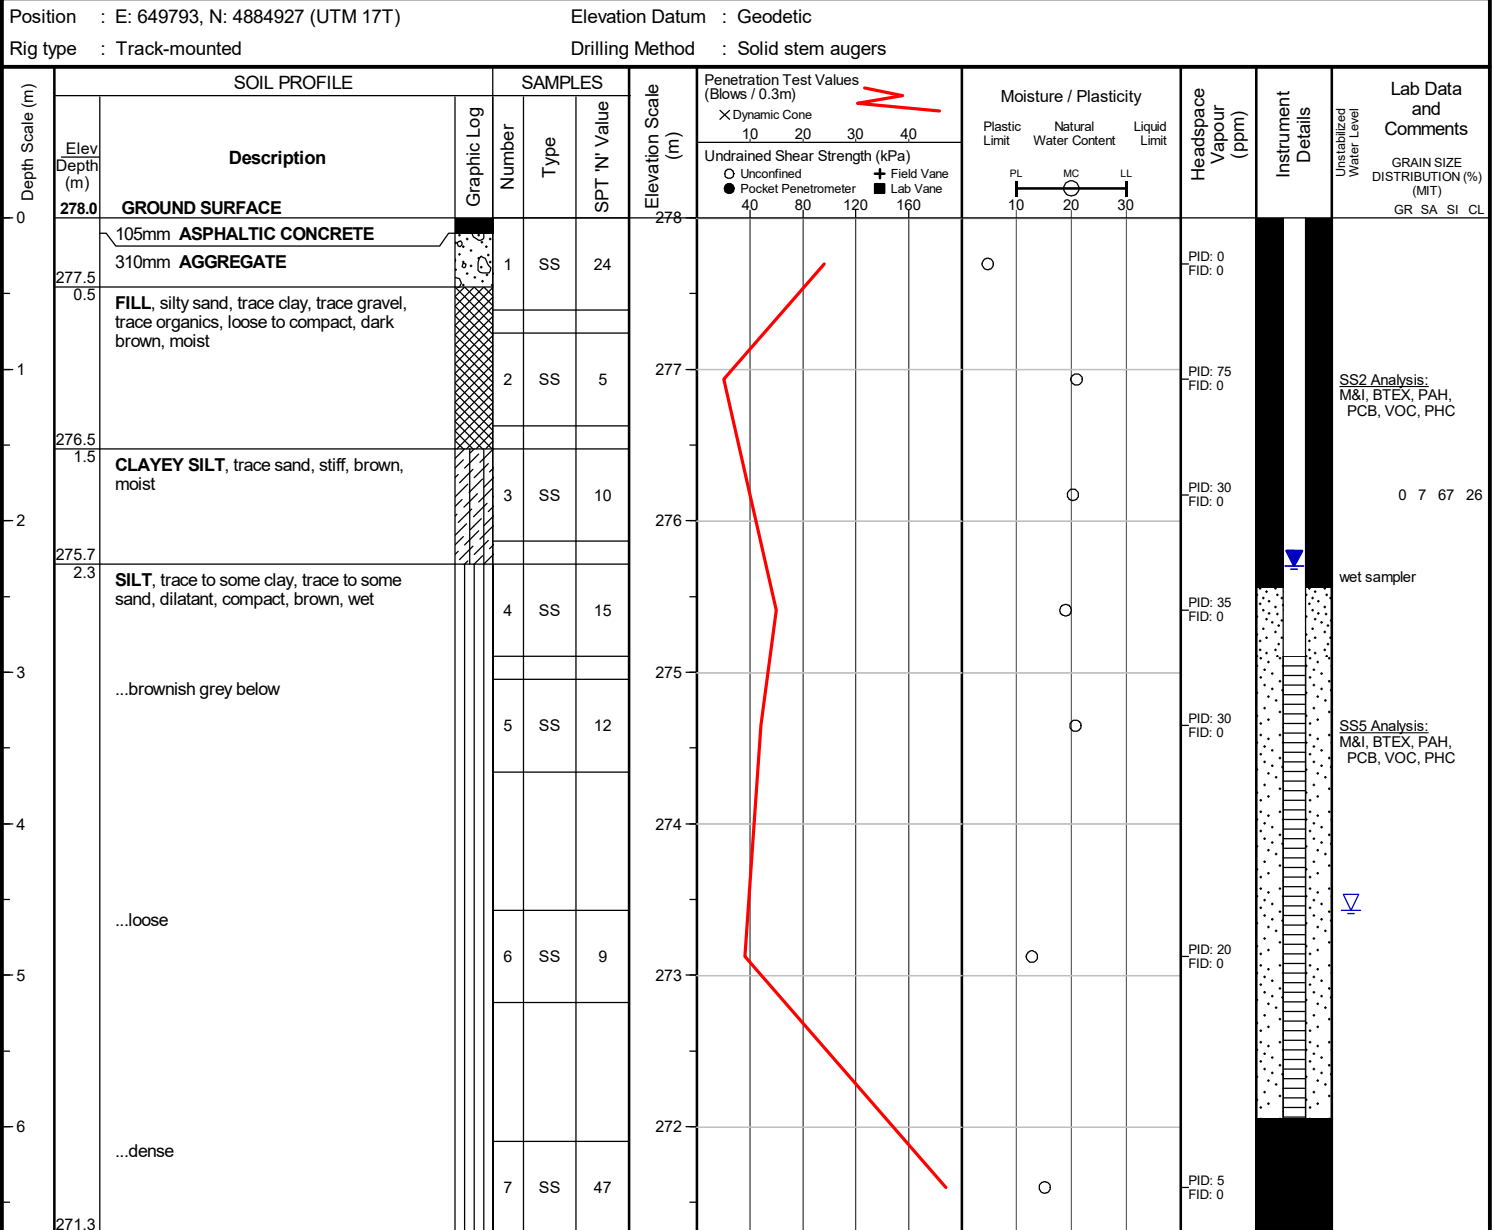 Position : E: 649793, N: 4884927 (UTM 17T) Elevation Datum : Geodetic
Rig type : Track-mounted Drilling Method : Solid stem augers
Depth Scale (m)
SOIL PROFILE
SAMPLES
Elev
Depth
(m)
Description
Graphic Log
Number
Type
SPT 'N' Value
Elevation Scale
(m)
Penetration Test Values
(Blows / 0.3m)
Dynamic Cone
10 20 30 40
Undrained Shear Strength (kPa)
Unconfined Field Vane
Pocket Penetrometer Lab Vane
40 80 120 160
Moisture / Plasticity
Plastic Natural Liquid
Limit Water Content Limit
PL MC LL
10 20 30
Headspace
Vapour
(ppm)
Instrument
Details
Unstabilized
Water Level
Lab Data
and
Comments
GRAIN SIZE
DISTRIBUTION (%)
(MIT)
GR SA SI CL
278.0 GROUND SURFACE
0 278
105mm ASPHALTIC CONCRETE
310mm AGGREGATE
1 SS 24
PID: 0
FID: 0
277.5
0.5
FILL, silty sand, trace clay, trace gravel,
trace organics, loose to compact, dark
brown, moist
1 277
2 SS 5
PID: 75
FID: 0
SS2 Analysis:
M&I, BTEX, PAH,
PCB, VOC, PHC
276.5
1.5
CLAYEY SILT, trace sand, stiff, brown,
moist
3 SS 10
PID: 30
FID: 0
0 7 67 26
2 276
275.7
2.3
SILT, trace to some clay, trace to some
sand, dilatant, compact, brown, wet
wet sampler
4 SS 15
PID: 35
FID: 0
3 275
...brownish grey below
5 SS 12
PID: 30
FID: 0
SS5 Analysis:
M&I, BTEX, PAH,
PCB, VOC, PHC
4 274
...loose
6 SS 9
PID: 20
FID: 0
5 273
6 272
...dense
7 SS 47
PID: 5
FID: 0
271.3